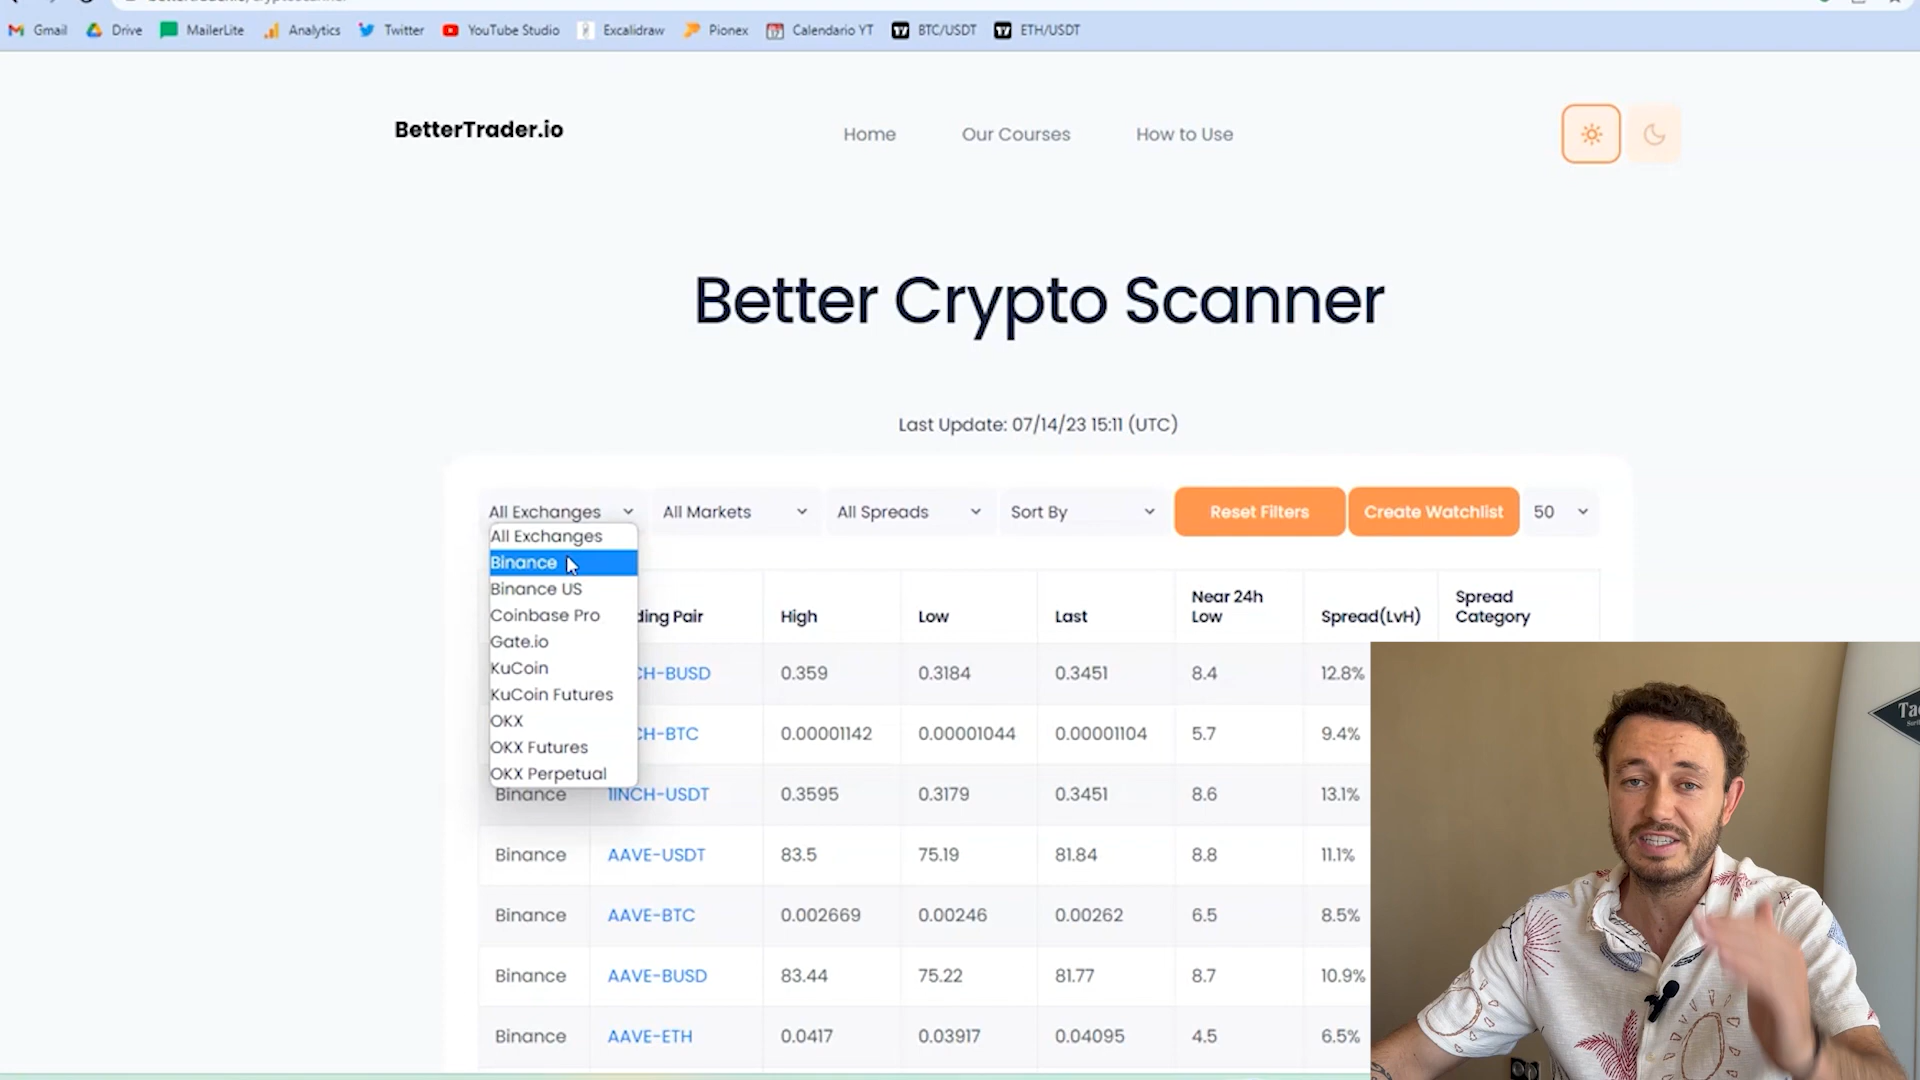 Gmail Drive MailerLite Analytics Twitter YouTube Studio Excalidraw Pionex Calendario YT BTC/USDT ETH/USDT
BetterTrader.io Home Our Courses How to Use
Better Crypto Scanner
Last Update: 07/14/23 15:11 (UTC)
All Exchanges All Markets All Spreads Sort By Reset Filters Create Watchlist 50
All Exchanges
Binance
Binance US
Coinbase Pro
Gate.io
KuCoin
KuCoin Futures
OKX
OKX Futures
OKX Perpetual
ding Pair High Low Last Near 24h Low Spread(LvH) Spread Category
CH-BUSD 0.359 0.3184 0.3451 8.4 12.8%
CH-BTC 0.00001142 0.00001044 0.00001104 5.7 9.4%
Binance 1INCH-USDT 0.3595 0.3179 0.3451 8.6 13.1%
Binance AAVE-USDT 83.5 75.19 81.84 8.8 11.1%
Binance AAVE-BTC 0.002669 0.00246 0.00262 6.5 8.5%
Binance AAVE-BUSD 83.44 75.22 81.77 8.7 10.9%
Binance AAVE-ETH 0.0417 0.03917 0.04095 4.5 6.5%